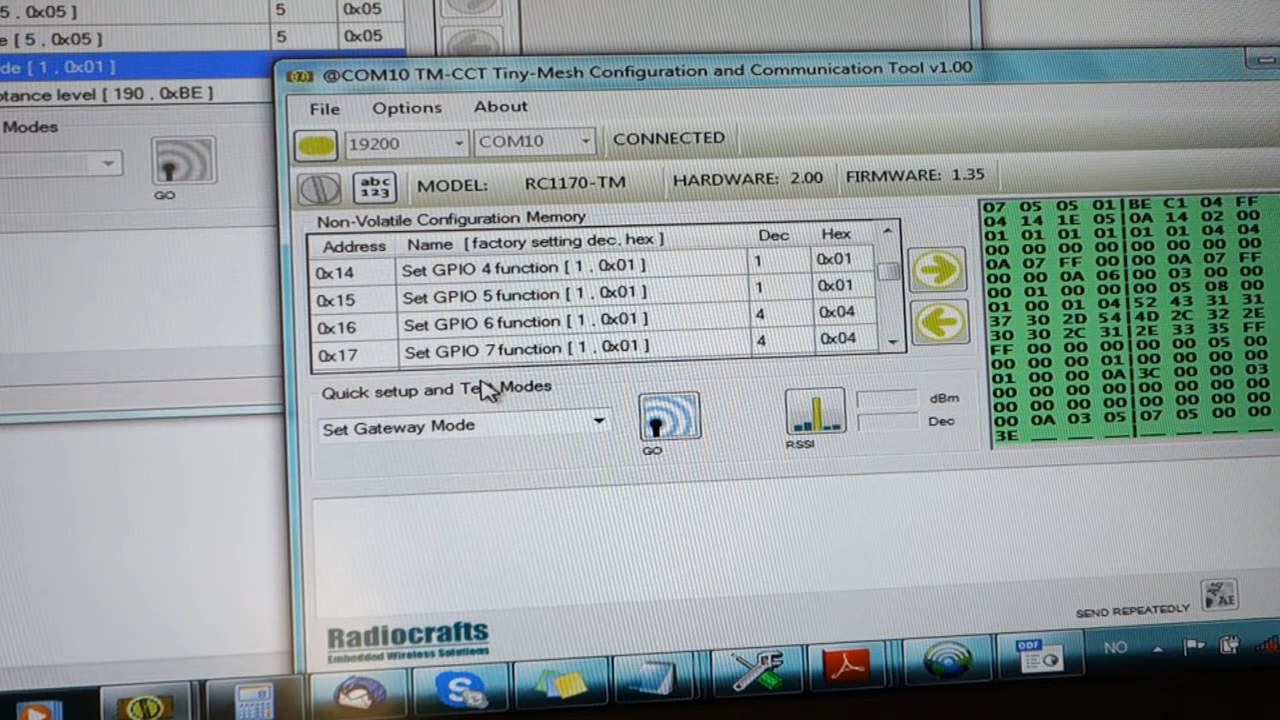 5 . 0x05 ] 5 0x05
e [ 5 . 0x05 ] 5 0x05
de [ 1 . 0x01 ]
ptance level [ 190 . 0xBE ]
Modes
GO
@COM10 TM-CCT Tiny-Mesh Configuration and Communication Tool v1.00
File Options About
19200 COM10 CONNECTED
abc 123 MODEL: RC1170-TM HARDWARE: 2.00 FIRMWARE: 1.35
Non-Volatile Configuration Memory
Address Name [factory setting dec, hex ] Dec Hex
0x14 Set GPIO 4 function [ 1 . 0x01 ] 1 0x01
0x15 Set GPIO 5 function [ 1 . 0x01 ] 1 0x01
0x16 Set GPIO 6 function [ 1 . 0x01 ] 4 0x04
0x17 Set GPIO 7 function [ 1 . 0x01 ] 4 0x04
07 05 05 01 BE C1 04 FF
04 14 1E 05 0A 14 02 00
01 01 01 01 01 01 04 04
00 00 00 00 00 00 00 00
0A 07 FF 00 00 0A 07 FF
00 00 0A 06 00 03 00 00
00 01 00 00 00 05 08 00
01 00 01 04 52 43 31 31
37 30 2D 54 4D 2C 32 2E
30 30 2C 31 2E 33 35 FF
FF 00 00 00 00 00 05 00
00 00 00 01 00 00 00 00
01 00 00 0A 3C 00 00 03
00 00 00 00 00 00 00 00
00 00 00 00 00 00 00 00
00 0A 03 05 07 05 00 00
3E
Quick setup and Te Modes
Set Gateway Mode
GO
RSSI
dBm
Dec
SEND REPEATEDLY
AE
Radiocrafts
Embedded Wireless Solutions
ODF
NO